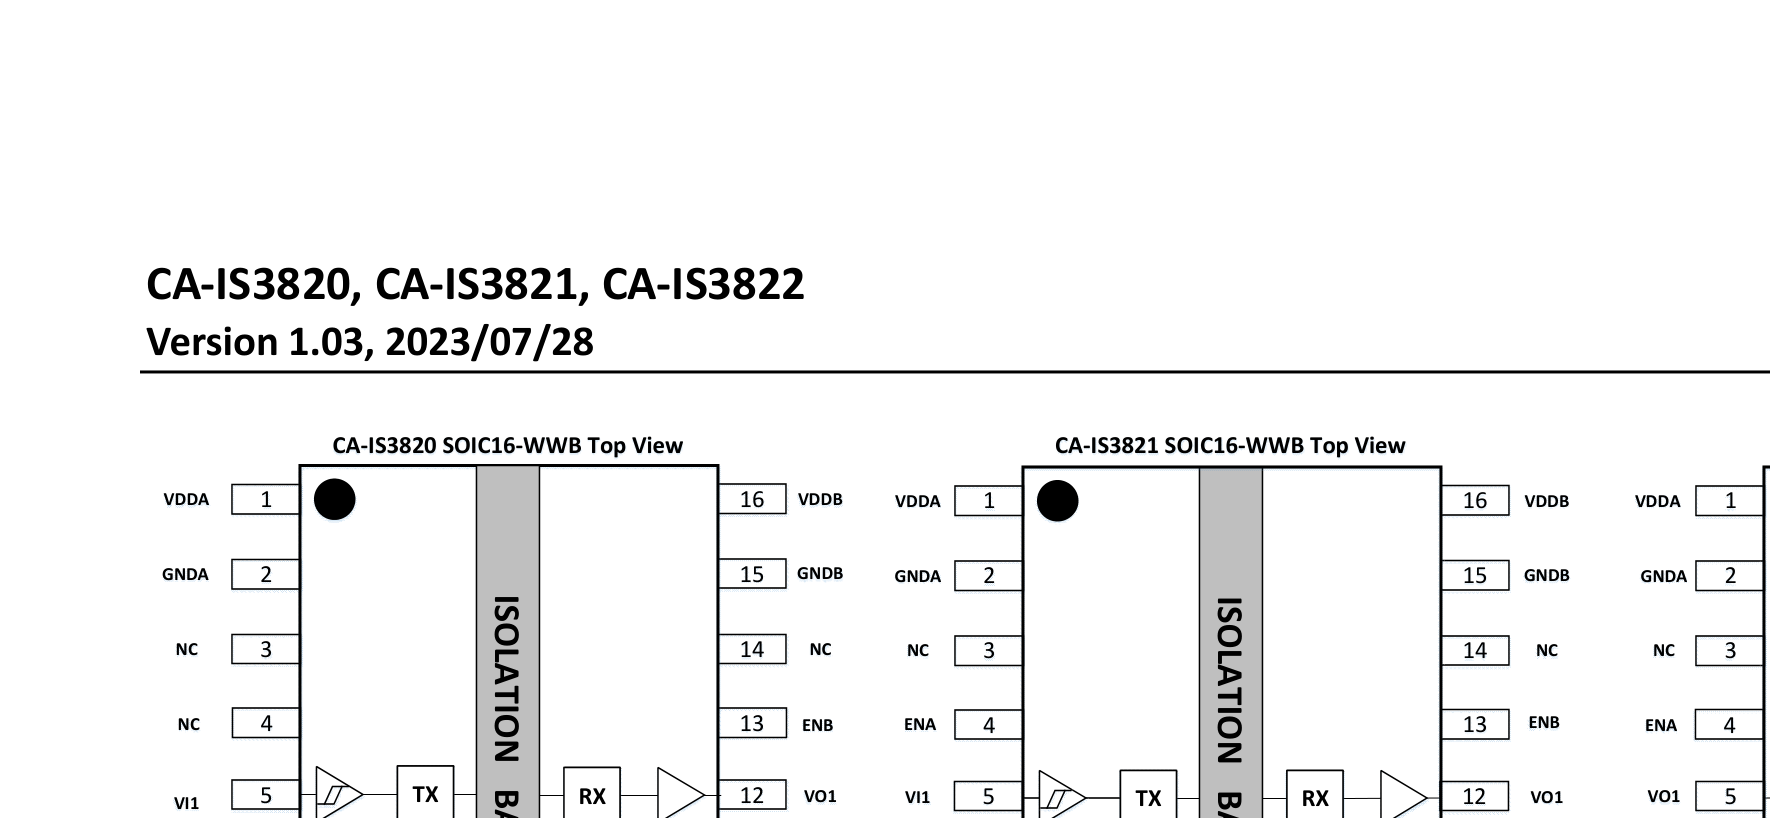 CA-IS3820, CA-IS3821, CA-IS3822
Version 1.03, 2023/07/28
CA-IS3820 SOIC16-WWB Top View
VDDA 1 16 VDDB
GNDA 2 15 GNDB
NC 3 14 NC
NC 4 13 ENB
VI1 5 TX RX 12 VO1
ISOLATION BA
CA-IS3821 SOIC16-WWB Top View
VDDA 1 16 VDDB
GNDA 2 15 GNDB
NC 3 14 NC
ENA 4 13 ENB
VI1 5 TX RX 12 VO1
ISOLATION BA
VDDA 1
GNDA 2
NC 3
ENA 4
VO1 5